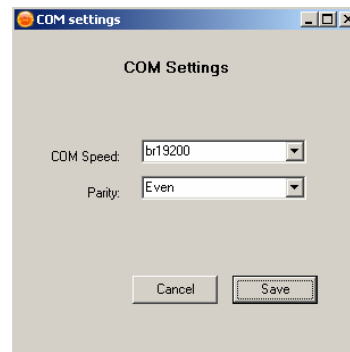 COM settings
COM Settings
COM Speed: br19200
Parity: Even
Cancel Save